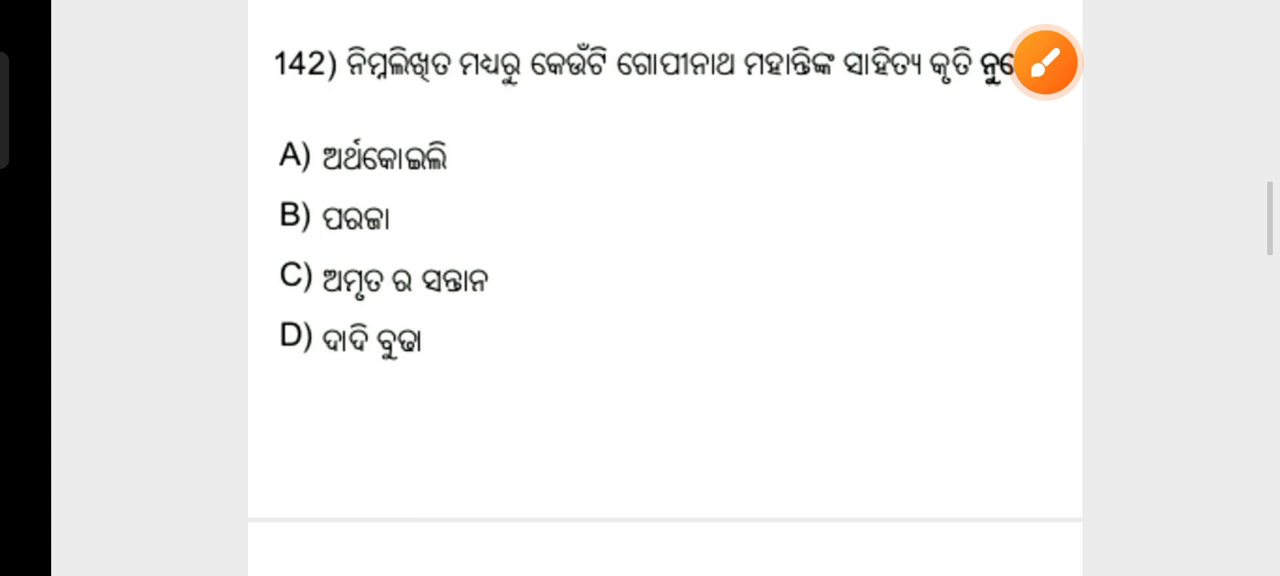 142) ନିମ୍ନଲିଖିତ ମଧ୍ୟରୁ କେଉଁଟି ଗୋପୀନାଥ ମହାନ୍ତିଙ୍କ ସାହିତ୍ୟ କୃତି
A) ଅର୍ଥକୋଇଲି
B) ପରଜା
C) ଅମୃତ ର ସନ୍ତାନ
D) ଦାଦି ବୁଢା